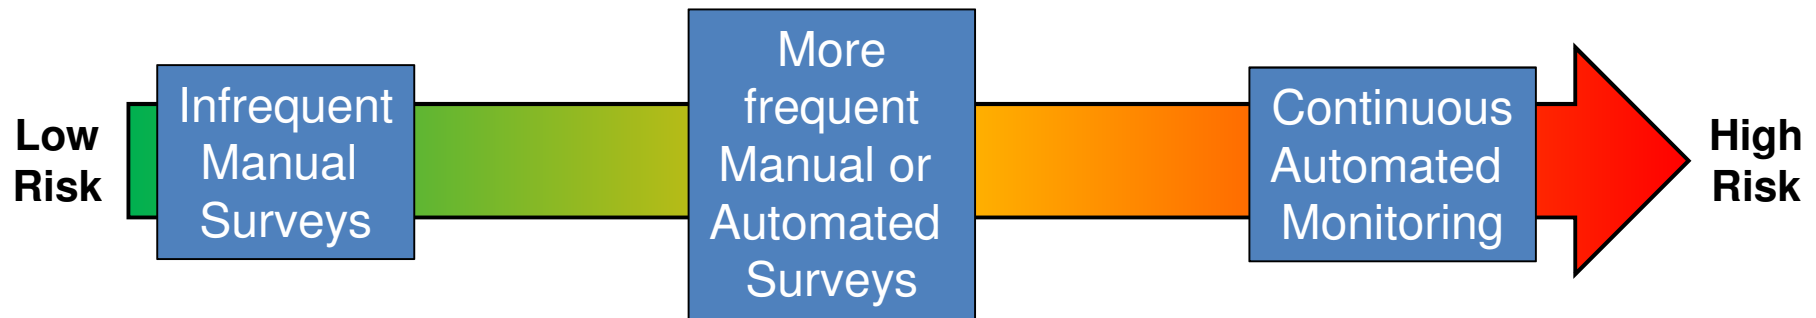 Low
Risk
Infrequent
Manual
Surveys
More
frequent
Manual or
Automated
Surveys
Continuous
Automated
Monitoring
High
Risk